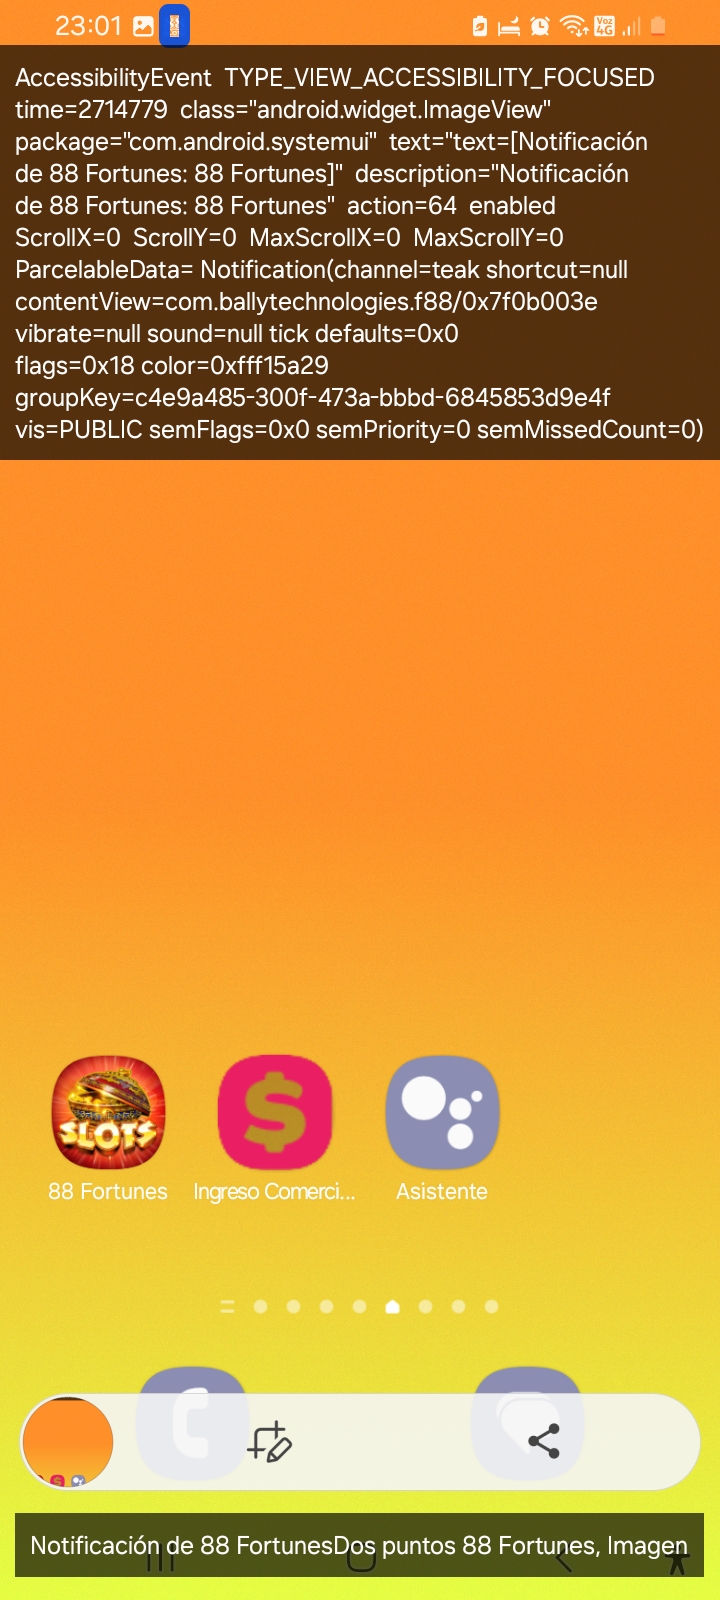 23:01
Voz
4G
AccessibilityEvent  TYPE_VIEW_ACCESSIBILITY_FOCUSED
time=2714779  class="android.widget.ImageView"
package="com.android.systemui"  text="text=[Notificación
de 88 Fortunes: 88 Fortunes]"  description="Notificación
de 88 Fortunes: 88 Fortunes"  action=64  enabled
ScrollX=0  ScrollY=0  MaxScrollX=0  MaxScrollY=0
ParcelableData= Notification(channel=teak shortcut=null
contentView=com.ballytechnologies.f88/0x7f0b003e
vibrate=null sound=null tick defaults=0x0
flags=0x18 color=0xfff15a29
groupKey=c4e9a485-300f-473a-bbbd-6845853d9e4f
vis=PUBLIC semFlags=0x0 semPriority=0 semMissedCount=0)
SLOTS
$
88 Fortunes
Ingreso Comerci...
Asistente
Notificación de 88 FortunesDos puntos 88 Fortunes, Imagen